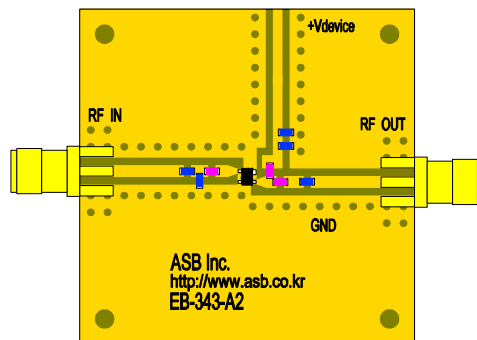 +Vdevice
RF IN
RF OUT
GND
ASB Inc.
http://www.asb.co.kr
EB-343-A2